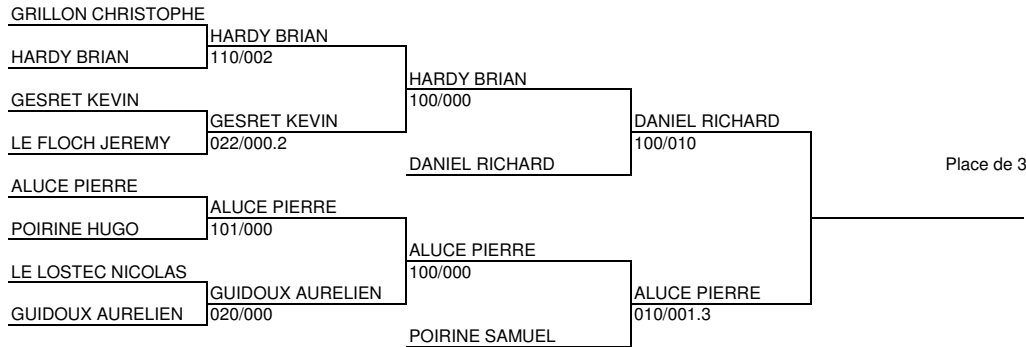 GRILLON CHRISTOPHE
HARDY BRIAN
HARDY BRIAN
110/002
HARDY BRIAN
100/000
GESRET KEVIN
GESRET KEVIN
DANIEL RICHARD
LE FLOCH JEREMY
022/000.2
100/010
DANIEL RICHARD
Place de 3
ALUCE PIERRE
ALUCE PIERRE
POIRINE HUGO
101/000
ALUCE PIERRE
LE LOSTEC NICOLAS
100/000
GUIDOUX AURELIEN
ALUCE PIERRE
GUIDOUX AURELIEN
020/000
010/001.3
POIRINE SAMUEL